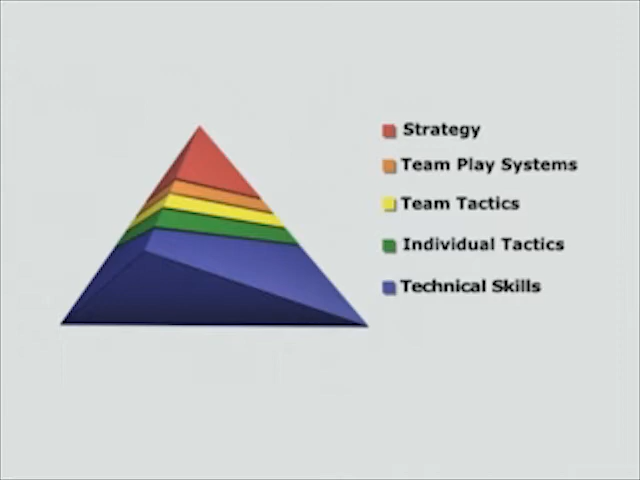 Strategy
Team Play Systems
Team Tactics
Individual Tactics
Technical Skills